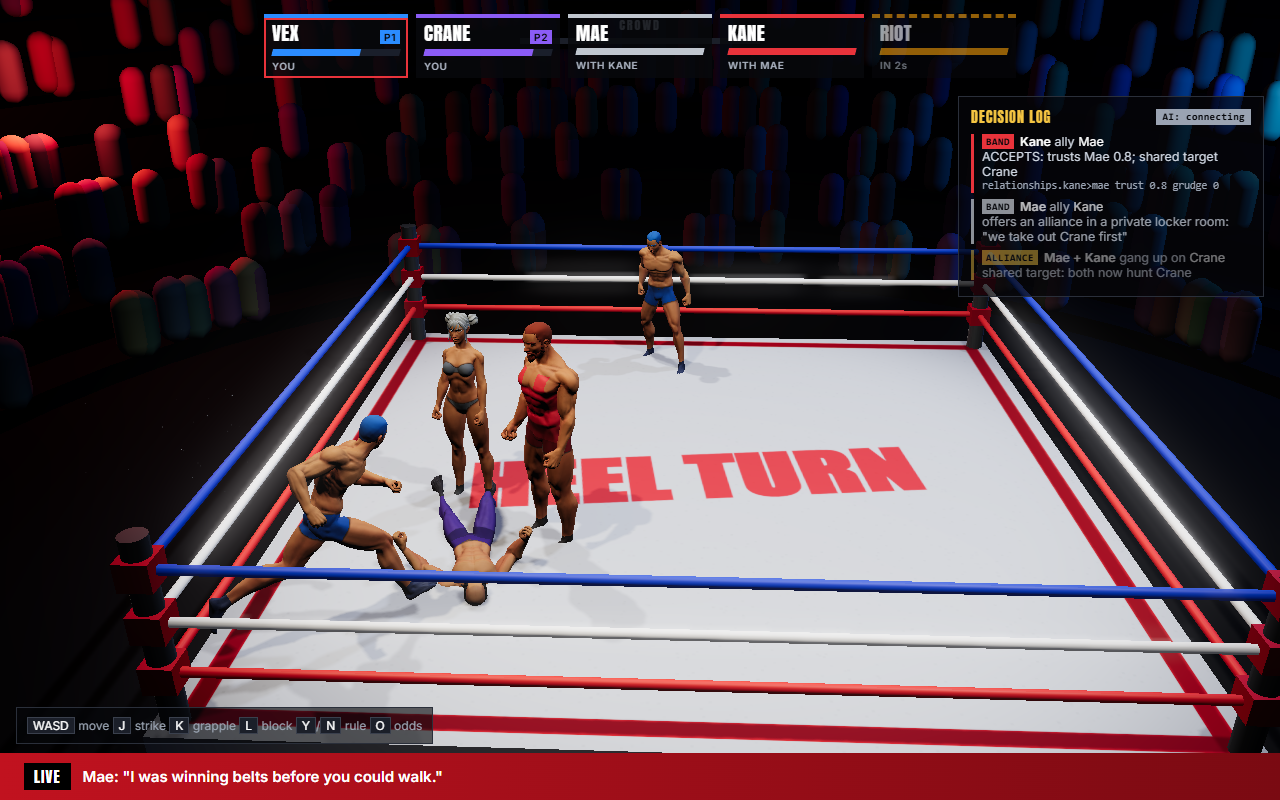 VEX P1
YOU
CRANE P2
YOU
CROWD
MAE
WITH KANE
KANE
WITH MAE
RIOT
IN 2s
DECISION LOG AI: connecting
BAND Kane ally Mae
ACCEPTS: trusts Mae 0.8; shared target
Crane
relationships.kane>mae trust 0.8 grudge 0
BAND Mae ally Kane
offers an alliance in a private locker room:
"we take out Crane first"
ALLIANCE Mae + Kane gang up on Crane
shared target: both now hunt Crane
HEEL TURN
WASD move J strike K grapple L block Y/N rule O odds
LIVE Mae: "I was winning belts before you could walk."